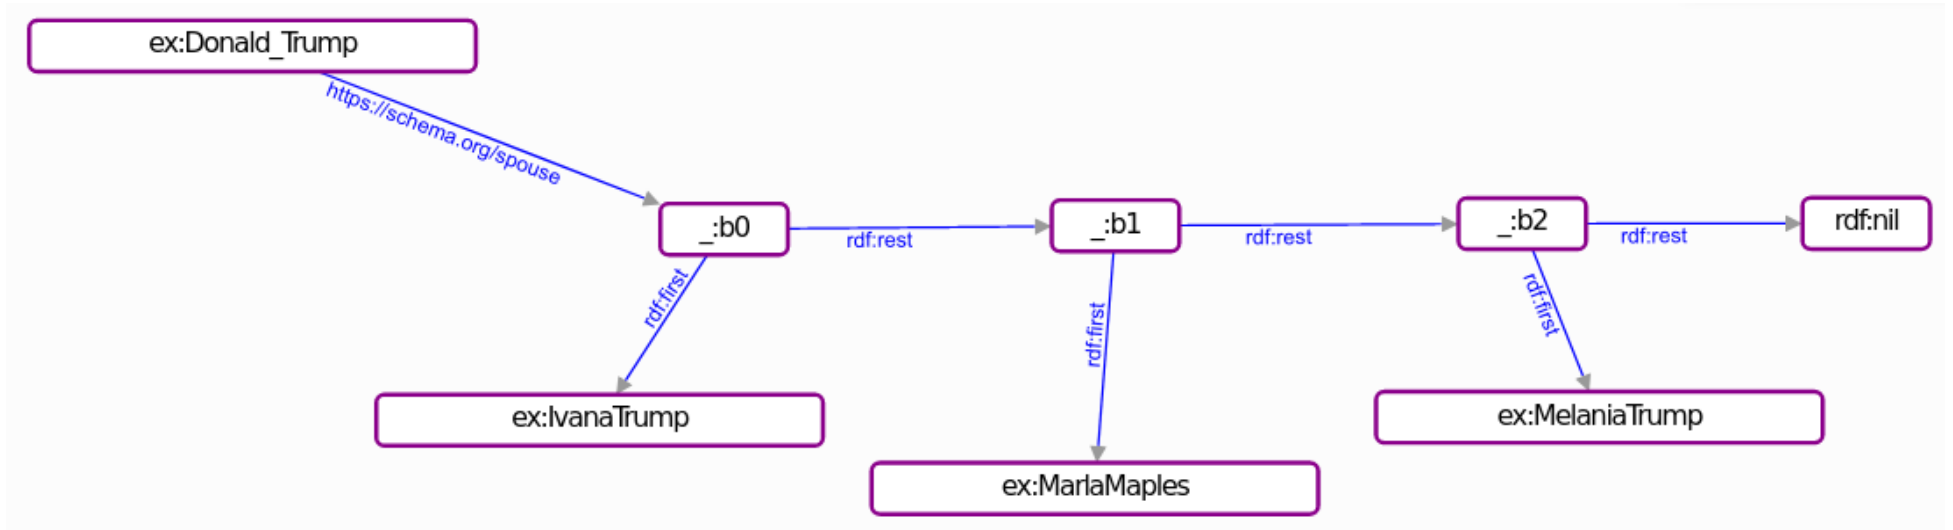 ex:Donald_Trump
https://schema.org/spouse
_:b0
rdf:rest
_:b1
rdf:rest
_:b2
rdf:rest
rdf:nil
rdf:first
rdf:first
rdf:first
ex:IvanaTrump
ex:MarlaMaples
ex:MelaniaTrump